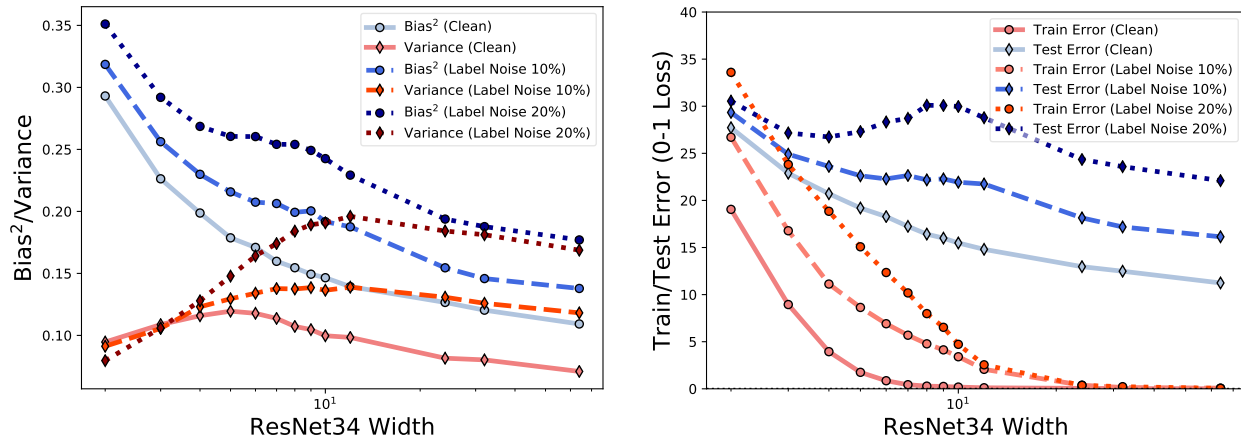 Bias²/Variance
0.35
0.30
0.25
0.20
0.15
0.10
Bias² (Clean)
Variance (Clean)
Bias² (Label Noise 10%)
Variance (Label Noise 10%)
Bias² (Label Noise 20%)
Variance (Label Noise 20%)
10¹
ResNet34 Width
Train/Test Error (0-1 Loss)
40
35
30
25
20
15
10
5
0
Train Error (Clean)
Test Error (Clean)
Train Error (Label Noise 10%)
Test Error (Label Noise 10%)
Train Error (Label Noise 20%)
Test Error (Label Noise 20%)
10¹
ResNet34 Width